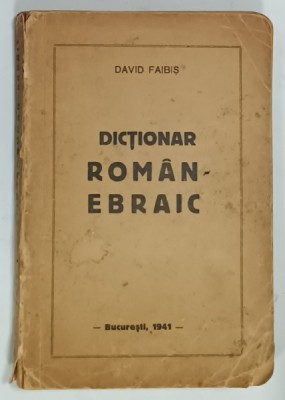 DAVID FAIBIȘ
DICȚIONAR
ROMÂN-
EBRAIC
— București, 1941 —